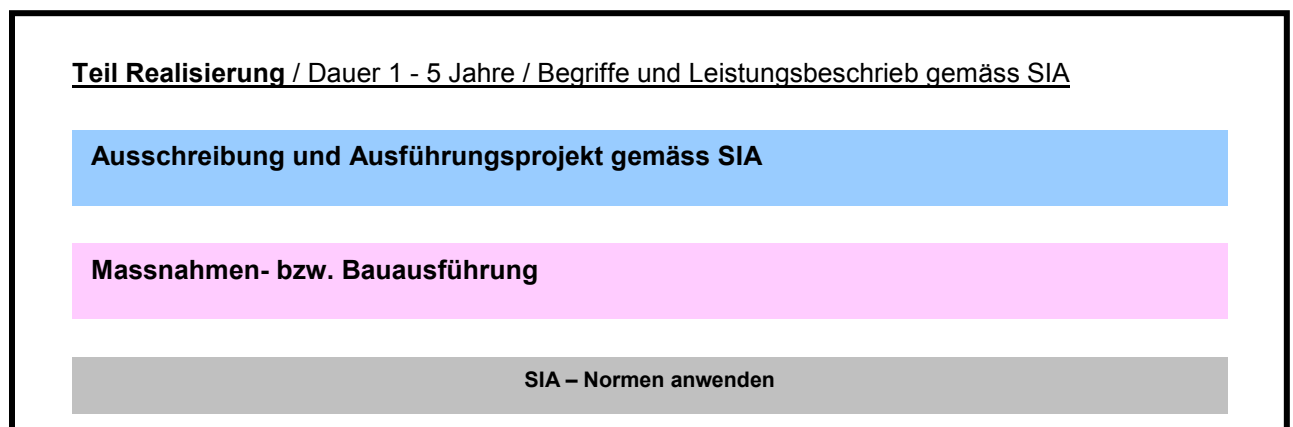 Teil Realisierung / Dauer 1 - 5 Jahre / Begriffe und Leistungsbeschrieb gemäss SIA
Ausschreibung und Ausführungsprojekt gemäss SIA
Massnahmen- bzw. Bauausführung
SIA – Normen anwenden